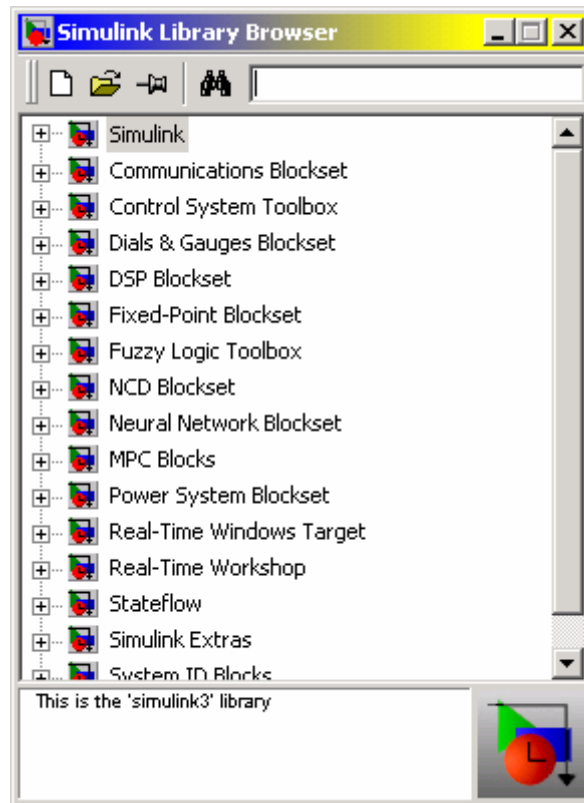 Simulink Library Browser
Simulink
Communications Blockset
Control System Toolbox
Dials & Gauges Blockset
DSP Blockset
Fixed-Point Blockset
Fuzzy Logic Toolbox
NCD Blockset
Neural Network Blockset
MPC Blocks
Power System Blockset
Real-Time Windows Target
Real-Time Workshop
Stateflow
Simulink Extras
System ID Blocks
This is the 'simulink3' library